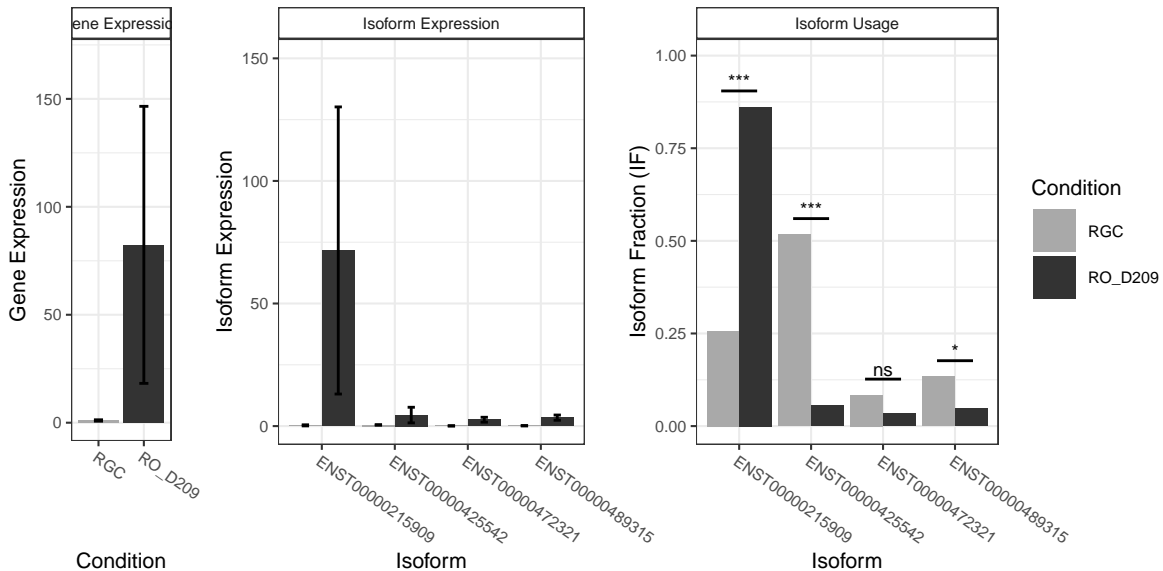 ene Expressio
Gene Expression
150
100
50
0
RGC
RO_D209
Condition
Isoform Expression
Isoform Expression
150
100
50
0
ENST00000215909
ENST00000425542
ENST00000472321
ENST00000489315
Isoform
Isoform Usage
Isoform Fraction (IF)
1.00
0.75
0.50
0.25
0.00
***
***
ns
*
ENST00000215909
ENST00000425542
ENST00000472321
ENST00000489315
Isoform
Condition
RGC
RO_D209